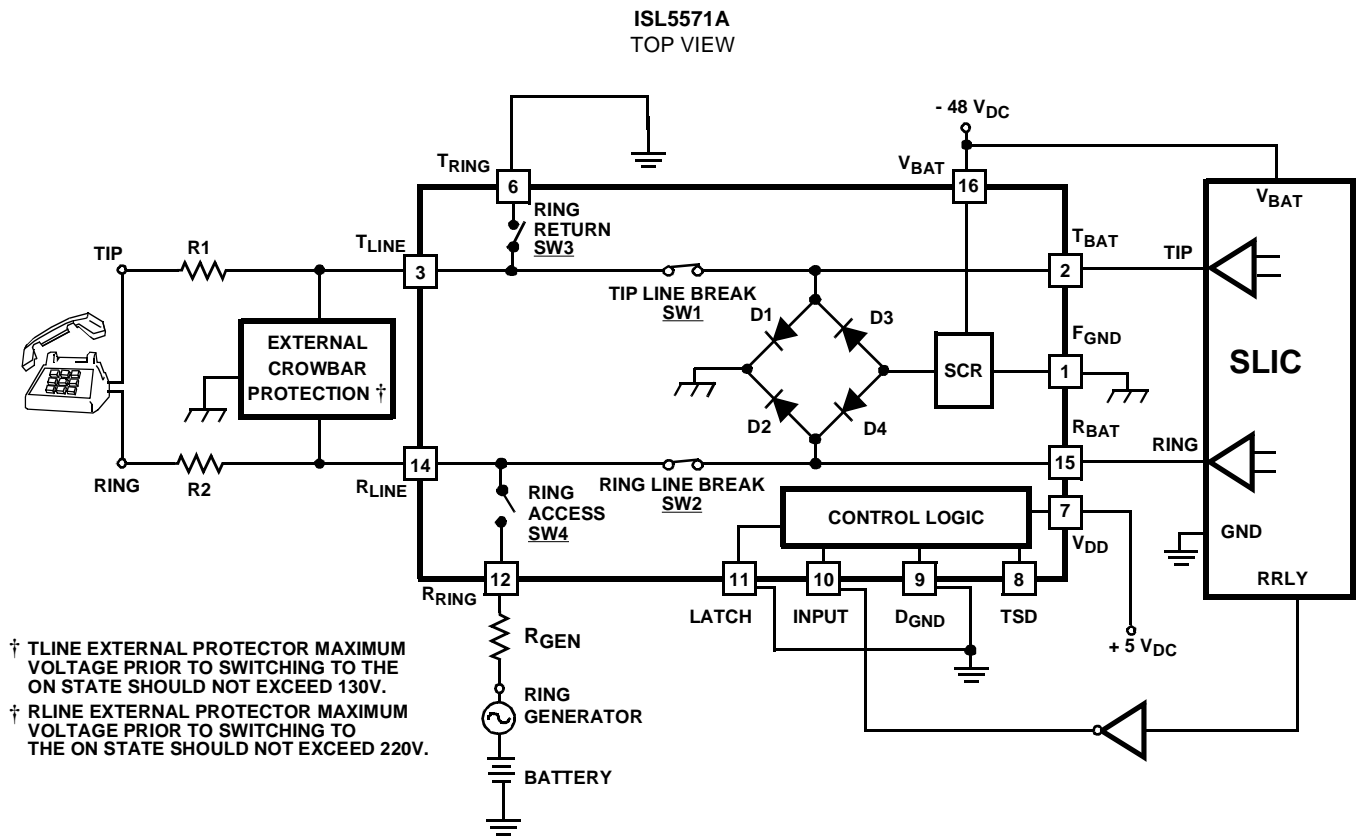 ISL5571A
TOP VIEW
- 48 VDC
TRING
6
VBAT
16
VBAT
RING
RETURN
SW3
TIP
R1
TLINE
3
TBAT
2
TIP
TIP LINE BREAK
SW1
D1
D3
EXTERNAL
CROWBAR
PROTECTION †
SCR
FGND
1
SLIC
D2
D4
RBAT
15
RING
RING
R2
RLINE
14
RING
ACCESS
SW4
RING LINE BREAK
SW2
CONTROL LOGIC
7
VDD
GND
RRLY
RRING
12
11
10
9
8
LATCH
INPUT
DGND
TSD
RGEN
+ 5 VDC
RING
GENERATOR
BATTERY
† TLINE EXTERNAL PROTECTOR MAXIMUM
VOLTAGE PRIOR TO SWITCHING TO THE
ON STATE SHOULD NOT EXCEED 130V.
† RLINE EXTERNAL PROTECTOR MAXIMUM
VOLTAGE PRIOR TO SWITCHING TO
THE ON STATE SHOULD NOT EXCEED 220V.